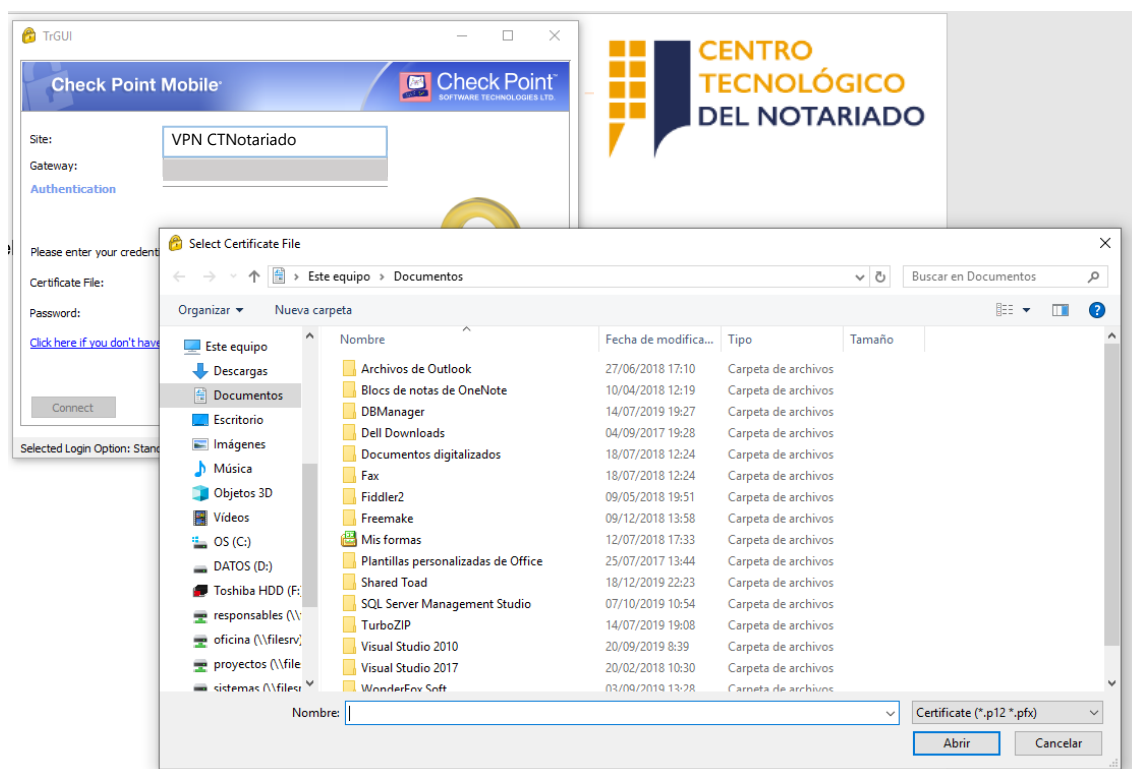 TrGUI
Check Point Mobile
Check Point
SOFTWARE TECHNOLOGIES LTD.
CENTRO
TECNOLÓGICO
DEL NOTARIADO
Site:
VPN CTNotariado
Gateway:
Authentication
Please enter your credenti
Certificate File:
Password:
Click here if you don't have
Connect
Selected Login Option: Stand
Select Certificate File
Este equipo > Documentos
Buscar en Documentos
Organizar
Nueva carpeta
Este equipo
Descargas
Documentos
Escritorio
Imágenes
Música
Objetos 3D
Vídeos
OS (C:)
DATOS (D:)
Toshiba HDD (F:
responsables (\\
oficina (\\filesrv)
proyectos (\\file
sistemas (\\filesr
Nombre Fecha de modifica... Tipo Tamaño
Archivos de Outlook 27/06/2018 17:10 Carpeta de archivos
Blocs de notas de OneNote 10/04/2018 12:19 Carpeta de archivos
DBManager 14/07/2019 19:27 Carpeta de archivos
Dell Downloads 04/09/2017 19:28 Carpeta de archivos
Documentos digitalizados 18/07/2018 12:24 Carpeta de archivos
Fax 18/07/2018 12:24 Carpeta de archivos
Fiddler2 09/05/2018 19:51 Carpeta de archivos
Freemake 09/12/2018 13:58 Carpeta de archivos
Mis formas 12/07/2018 17:33 Carpeta de archivos
Plantillas personalizadas de Office 25/07/2017 13:44 Carpeta de archivos
Shared Toad 18/12/2019 22:23 Carpeta de archivos
SQL Server Management Studio 07/10/2019 10:54 Carpeta de archivos
TurboZIP 14/07/2019 19:08 Carpeta de archivos
Visual Studio 2010 20/09/2019 8:39 Carpeta de archivos
Visual Studio 2017 20/02/2018 10:30 Carpeta de archivos
WonderFox Soft 03/09/2019 13:28 Carpeta de archivos
Nombre:
Certificate (*.p12 *.pfx)
Abrir
Cancelar